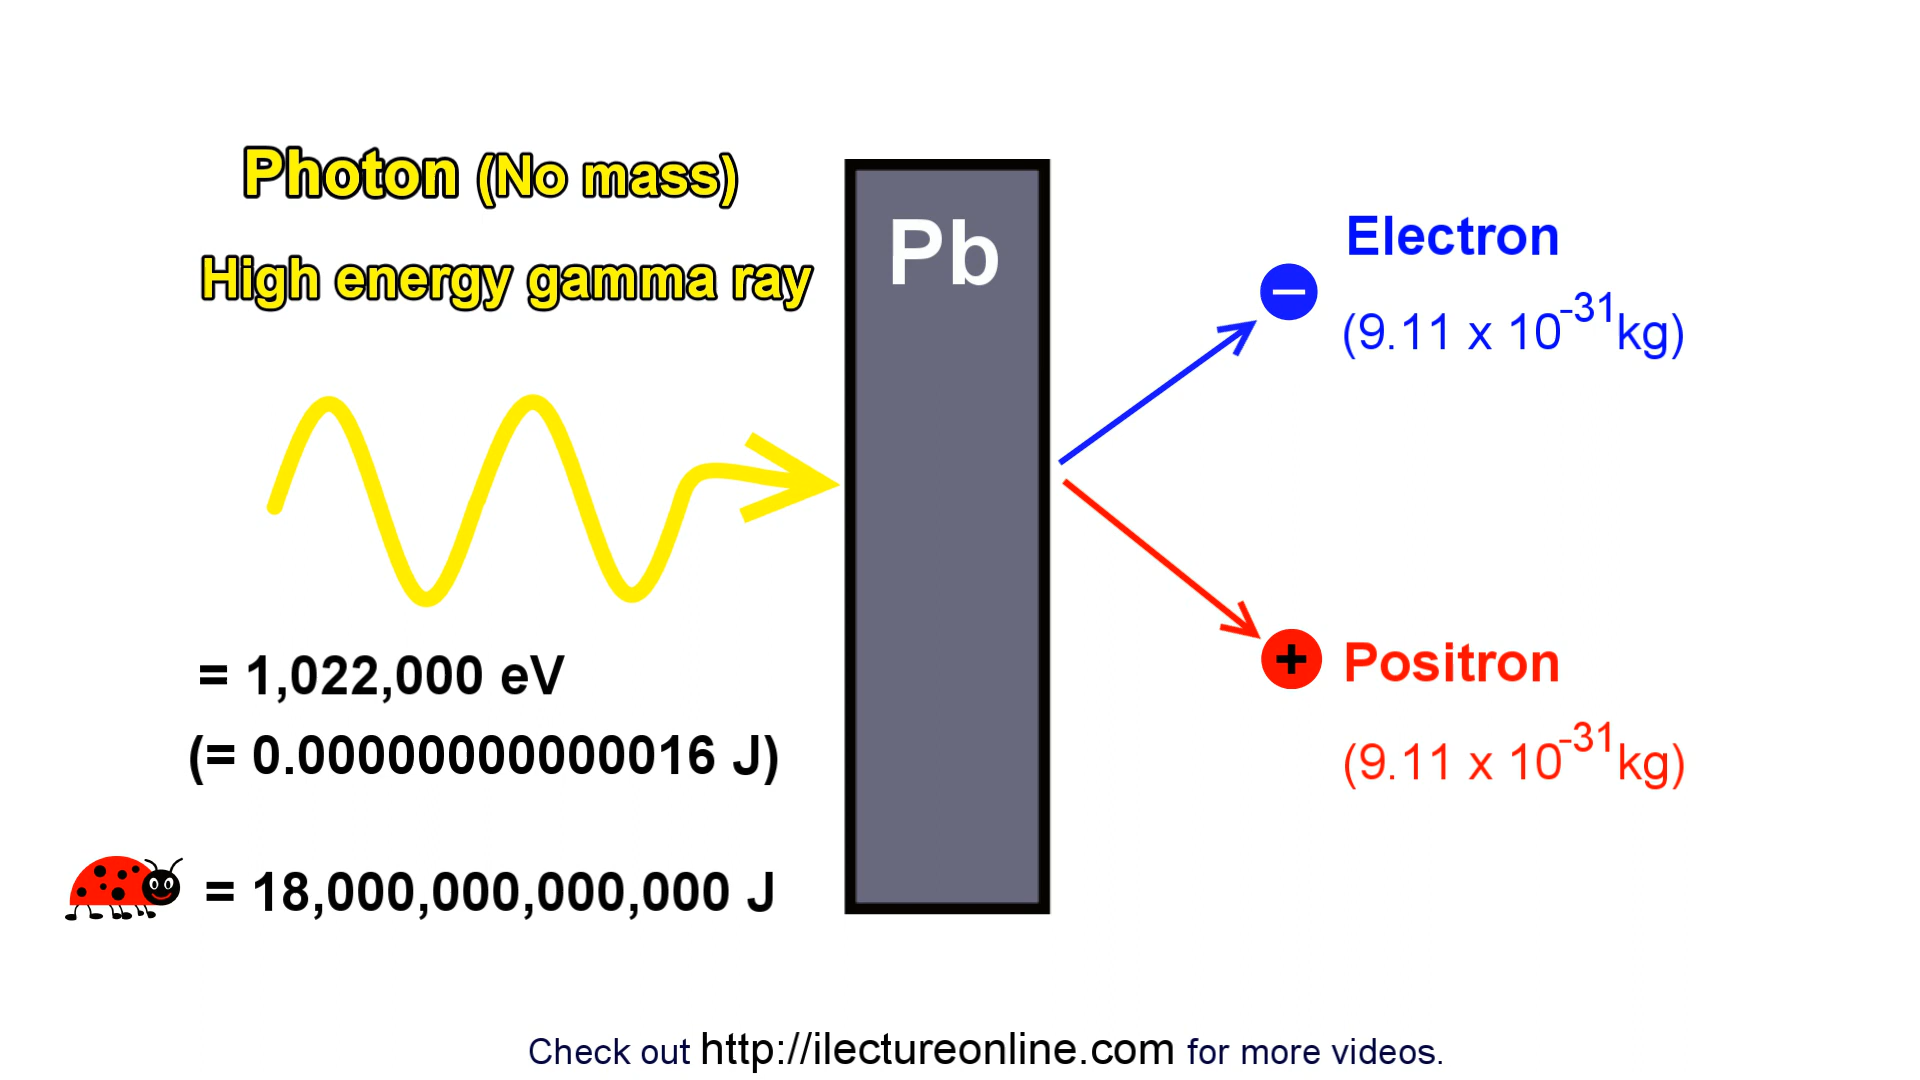 Photon (No mass)
High energy gamma ray
= 1,022,000 eV
(= 0.00000000000016 J)
= 18,000,000,000,000 J
Pb
−
Electron
(9.11 x 10⁻³¹kg)
+
Positron
(9.11 x 10⁻³¹kg)
Check out http://ilectureonline.com for more videos.